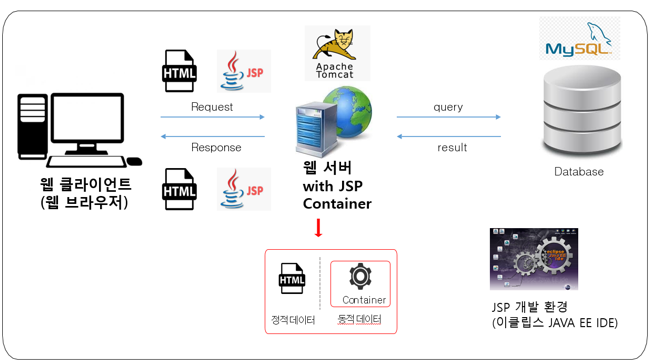 HTML
JSP
Apache
Tomcat
MySQL
Request
query
Response
result
HTML
JSP
웹 클라이언트
(웹 브라우저)
웹 서버
with JSP
Container
Database
HTML
Container
정적데이터
동적데이터
eclipse
JSP 개발 환경
(이클립스 JAVA EE IDE)